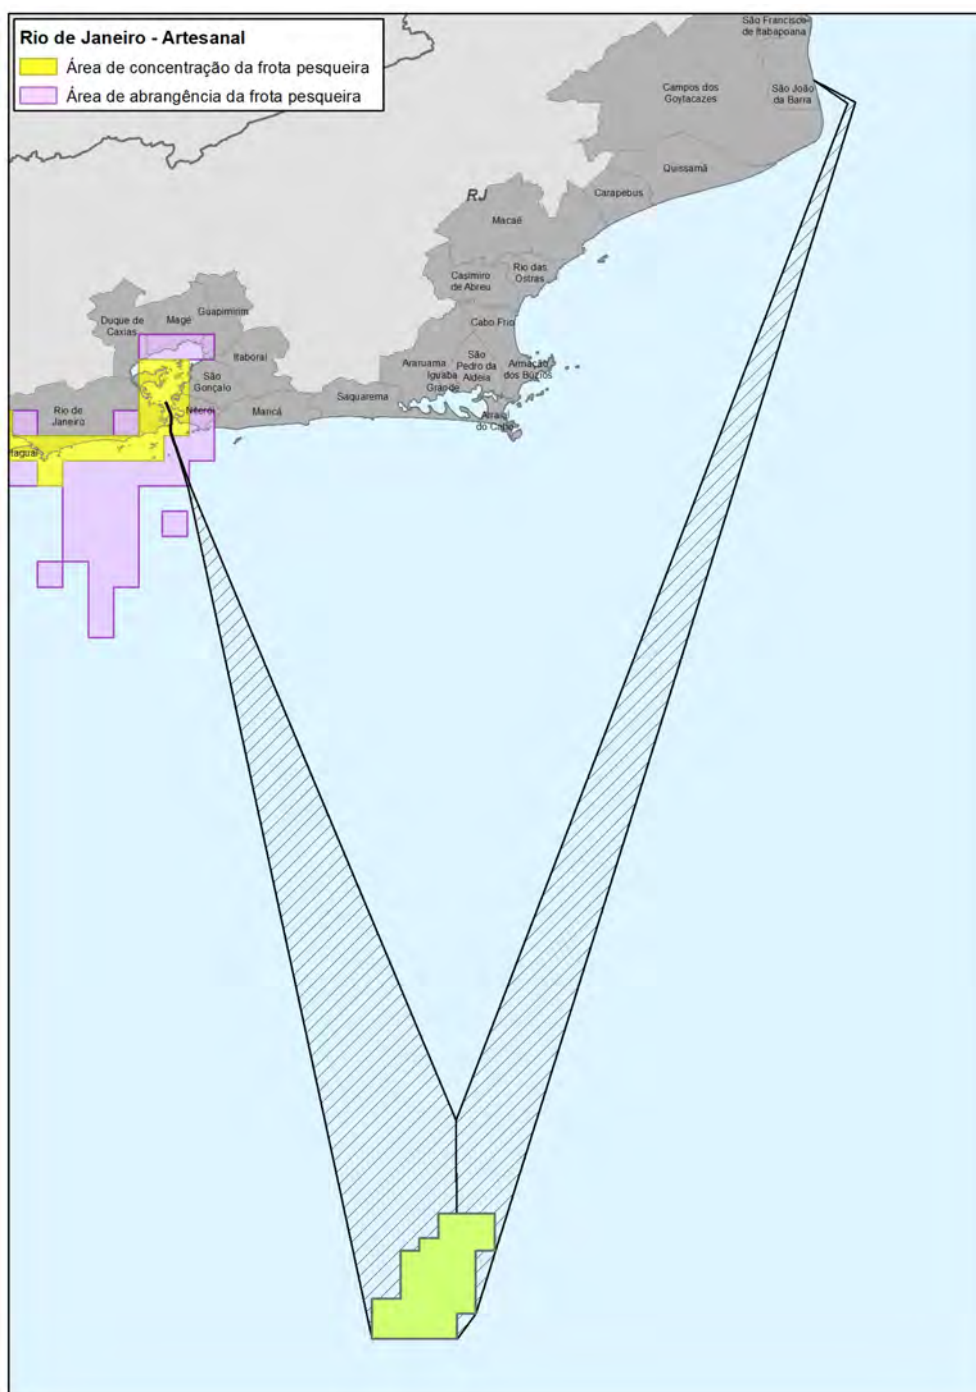 Rio de Janeiro - Artesanal
Área de concentração da frota pesqueira
Área de abrangência da frota pesqueira
São Francisco
de Itabapoana
Campos dos
Goytacazes
São João
da Barra
Quissamã
Carapebus
RJ
Macaé
Casimiro
de Abreu
Rio das
Ostras
Cabo Frio
Duque de
Caxias
Magé
Guapimirim
Itaboraí
São
Gonçalo
Niterói
Maricá
Saquarema
Araruama
Iguaba
Grande
São
Pedro da
Aldeia
Armação
dos Búzios
Arraial
do Cabo
Rio de
Janeiro
Itaguaí